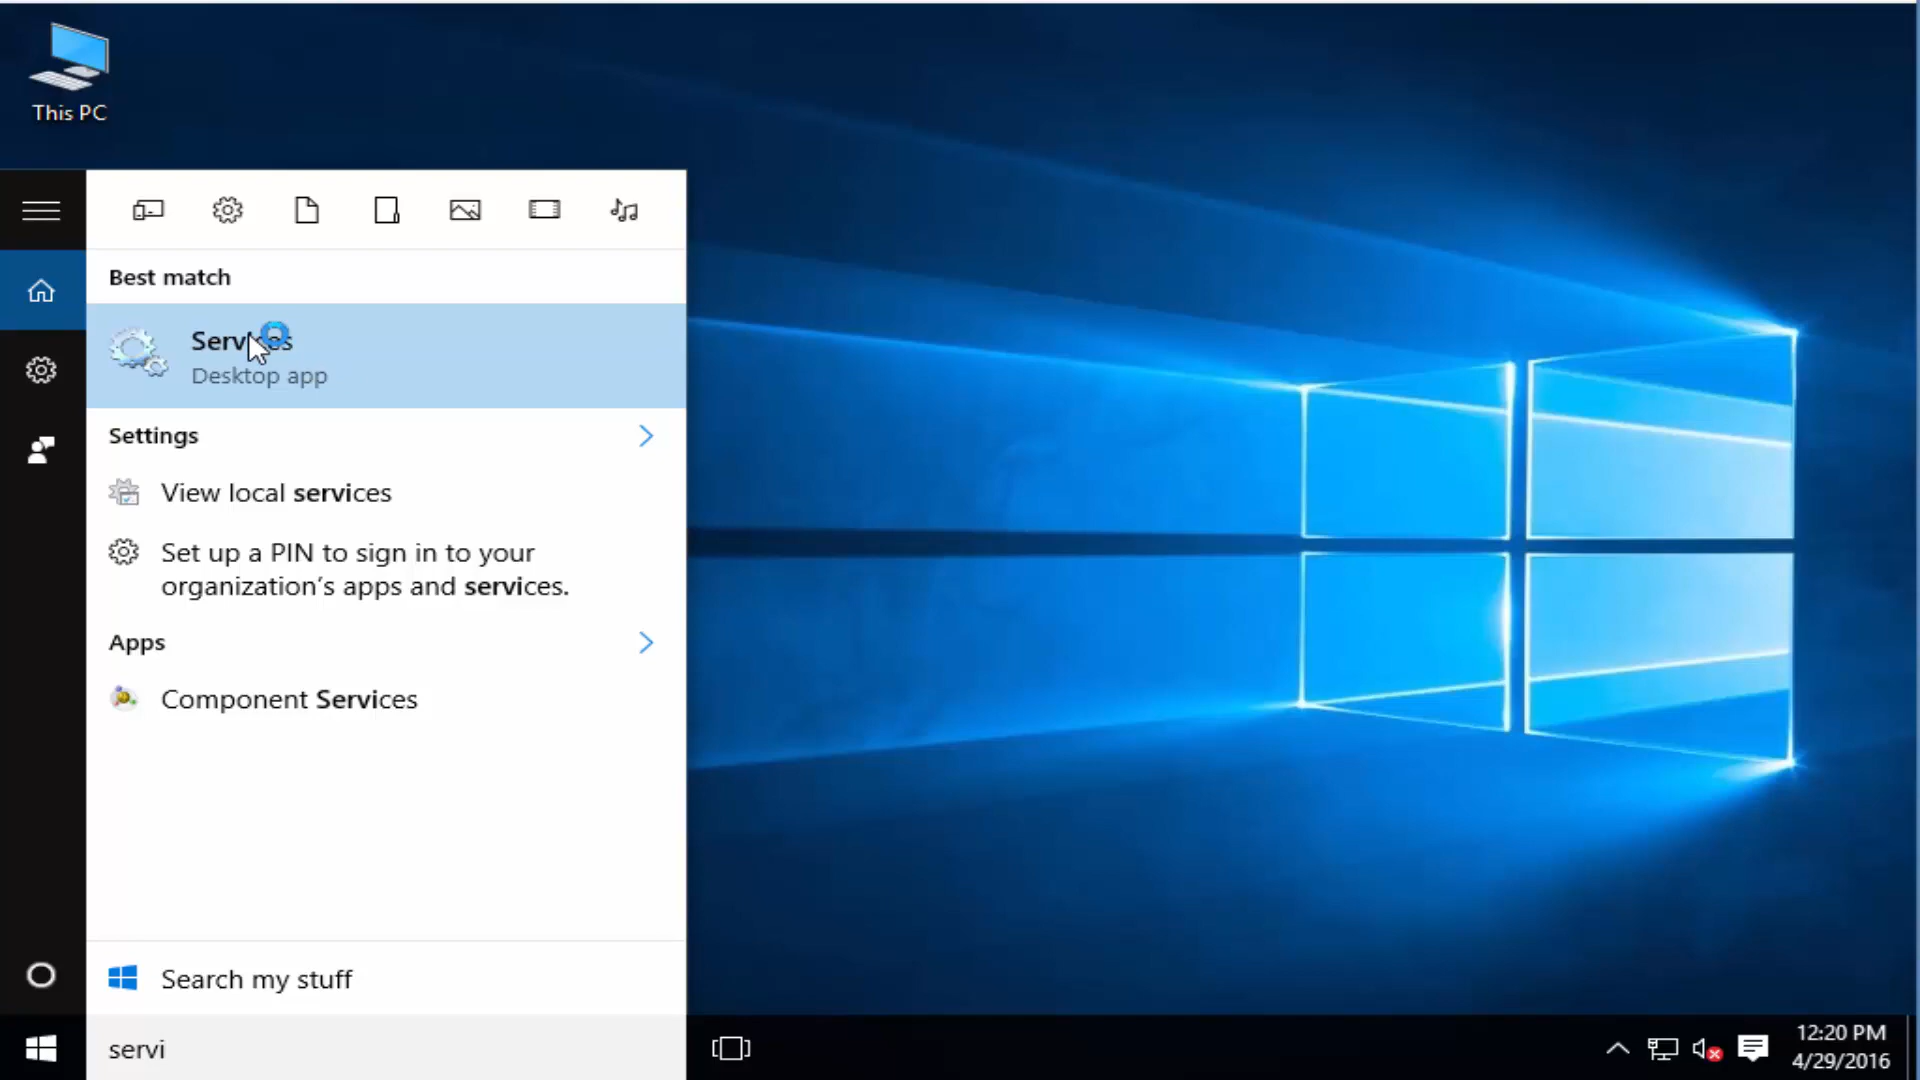 This PC
Best match
Services
Desktop app
Settings
View local services
Set up a PIN to sign in to your
organization's apps and services.
Apps
Component Services
Search my stuff
servi
12:20 PM
4/29/2016